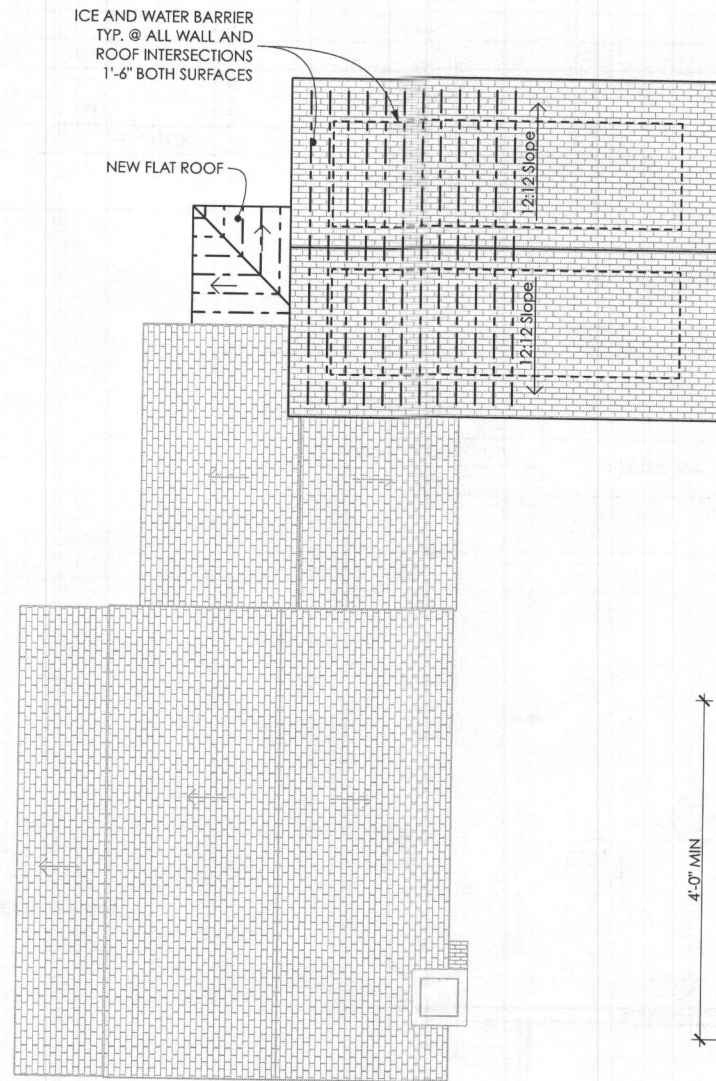 ICE AND WATER BARRIER
TYP. @ ALL WALL AND
ROOF INTERSECTIONS
1'-6" BOTH SURFACES
NEW FLAT ROOF
12:12 Slope
12:12 Slope
4'-0" MIN